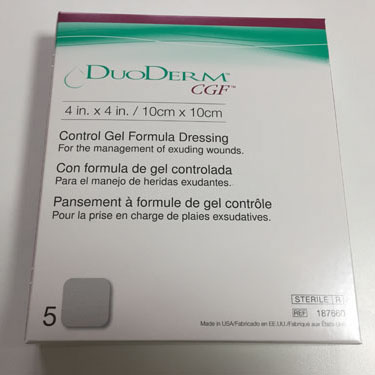 DUODERM®
CGF™
4 in. x 4 in. / 10cm x 10cm
Control Gel Formula Dressing
For the management of exuding wounds.
Con formula de gel controlada
Para el manejo de heridas exudantes.
Pansement à formule de gel contrôle
Pour la prise en charge de plaies exsudatives.
5
STERILE R
REF 187660
Made in USA/Fabricado en EE.UU./Fabriqué aux États-Unis